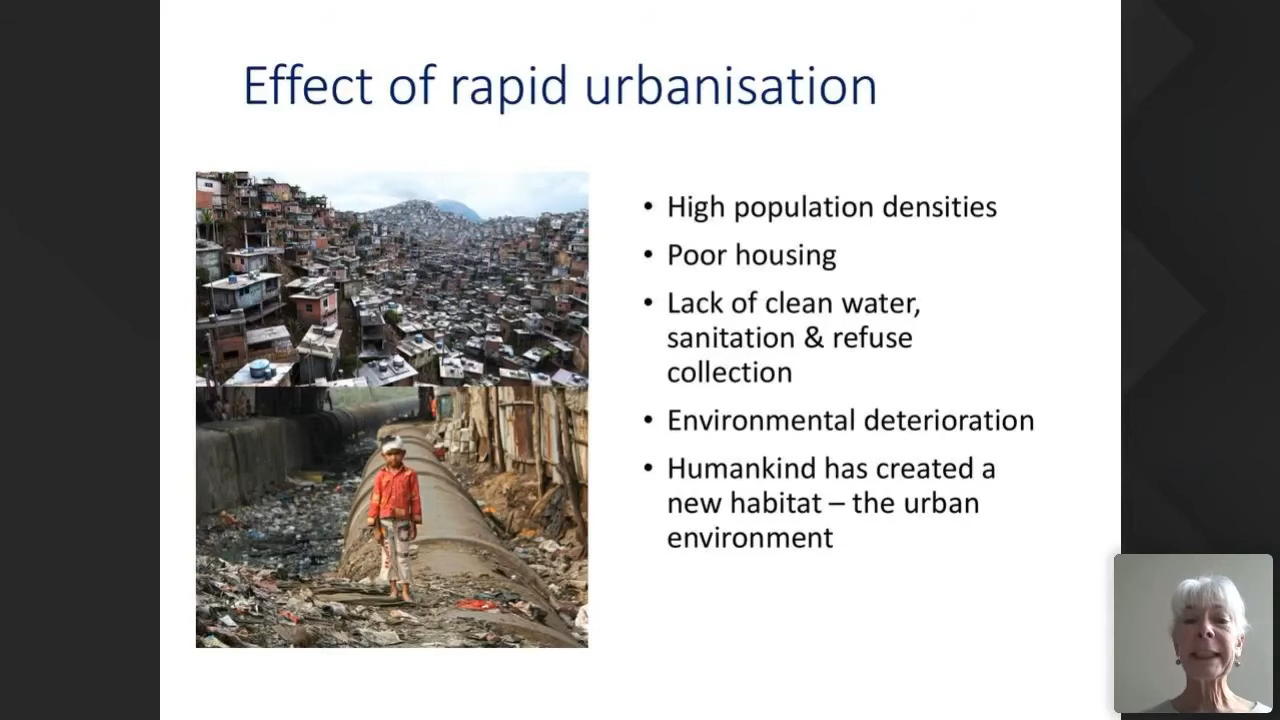 Effect of rapid urbanisation
• High population densities
• Poor housing
• Lack of clean water,
sanitation & refuse
collection
• Environmental deterioration
• Humankind has created a
new habitat – the urban
environment